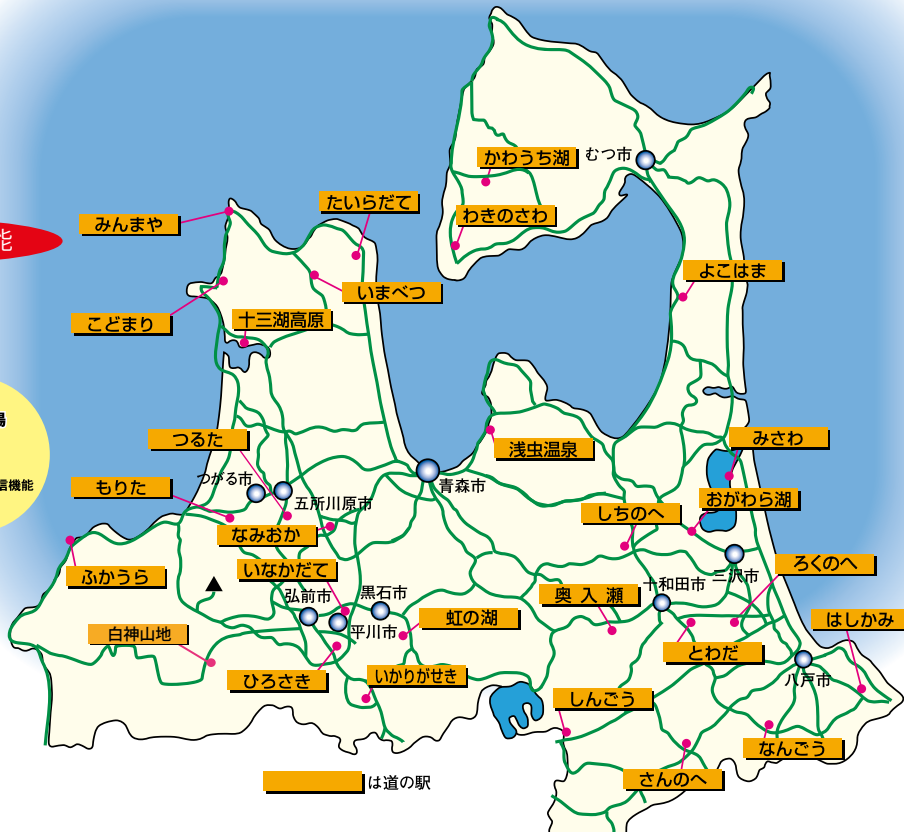 かわうち湖
むつ市
たいらだて
わきのさわ
みんまや
能
よこはま
いまべつ
こどまり
十三湖高原
場
つるた
みさわ
浅虫温泉
つがる市
信機能
もりた
青森市
おがわら湖
五所川原市
しちのへ
なみおか
ふかうら
いなかだて
ろくのへ
三沢市
十和田市
弘前市
黒石市
奥入瀬
虹の湖
はしかみ
白神山地
平川市
とわだ
ひろさき
いかりがせき
八戸市
しんごう
なんごう
さんのへ
は道の駅